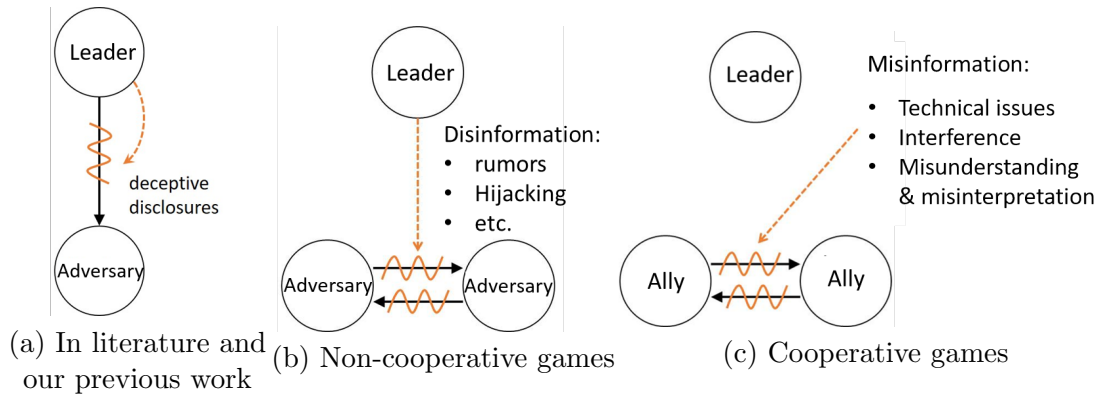 Leader
deceptive
disclosures
Adversary
(a) In literature and
our previous work
Leader
Disinformation:
• rumors
• Hijacking
• etc.
Adversary
Adversary
(b) Non-cooperative games
Leader
Misinformation:
• Technical issues
• Interference
• Misunderstanding
& misinterpretation
Ally
Ally
(c) Cooperative games